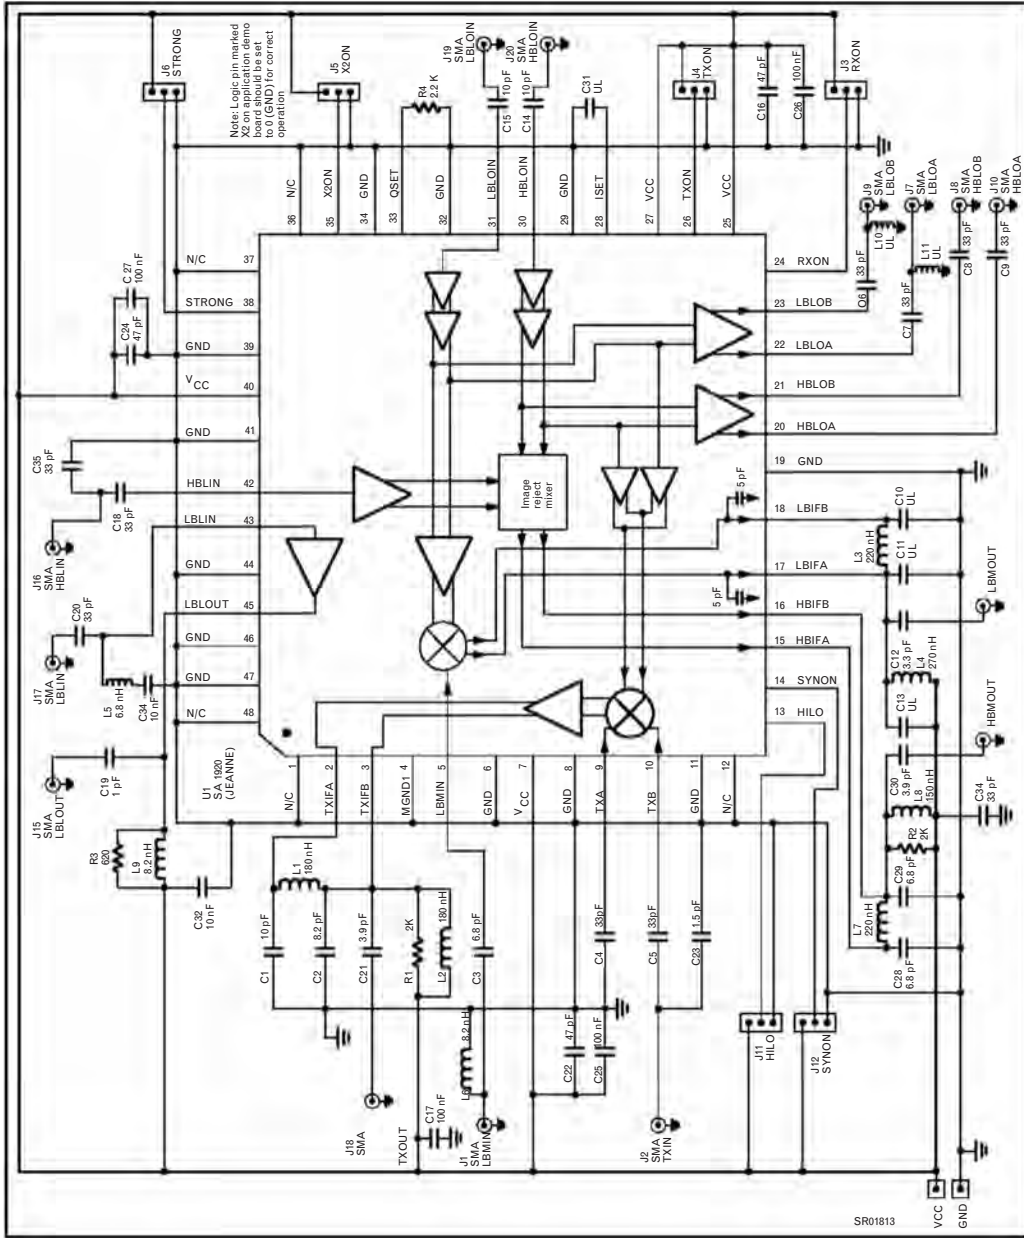 J6
STRONG
Note: Logic pin marked
X2 on application demo
board should be set
to 0 (GND) for correct
operation
J5
X2ON
R4
2.2 K
J19
SMA
LBLOIN
C15
10 pF
J20
SMA
HBLOIN
C14
10 pF
C31
UL
J4
TXON
C16
47 pF
C26
100 nF
J3
RXON
36
N/C
35
X2ON
34
GND
33
QSET
32
GND
31
LBLOIN
30
HBLOIN
29
GND
28
ISET
27
VCC
26
TXON
25
VCC
J9
SMA
LBLOB
L10
UL
J7
SMA
LBLOA
L11
UL
J8
SMA
HBLOB
J10
SMA
HBLOA
33 pF
C7
33 pF
C8
33 pF
C9
33 pF
24 RXON
23 LBLOB
22 LBLOA
21 HBLOB
20 HBLOA
19 GND
18 LBIFB
17 LBIFA
16 HBIFB
15 HBIFA
14 SYNON
13 HILO
N/C 37
STRONG 38
GND 39
VCC 40
GND 41
HBLIN 42
LBLIN 43
GND 44
LBLOUT 45
GND 46
GND 47
N/C 48
C 27
100 nF
C24
47 pF
C35
33 pF
C18
33 pF
J16
SMA
HBLIN
C20
33 pF
J17
SMA
LBLIN
L5
6.8 nH
C34
10 nF
J15
SMA
LBLOUT
C19
1 pF
R3
620
L9
8.2 nH
C32
10 nF
Image
reject
mixer
5 pF
5 pF
U1
SA 1920
(JEANNE)
1
N/C
2
TXIFA
3
TXIFB
4
MGND1
5
LBMIN
6
GND
7
VCC
8
GND
9
TXA
10
TXB
11
GND
12
N/C
L3
220 nH
C10
UL
C11
UL
LBMOUT
C12
3.3 pF
L4
270 nH
C13
UL
HBMOUT
C30
3.9 pF
L8
150 nH
C34
33 pF
R2
2K
C29
6.8 pF
L7
220 nH
C28
6.8 pF
L1
180 nH
C1
10 pF
C2
8.2 pF
C21
3.9 pF
R1
2K
L2
180 nH
C3
6.8 pF
C4
33pF
C5
33pF
C23
1.5 pF
L6
8.2 nH
C22
47 pF
C25
100 nF
J18
SMA
TXOUT
C17
100 nF
J1
SMA
LBMIN
J2
SMA
TXIN
J11
HILO
J12
SYNON
VCC
GND
SR01813